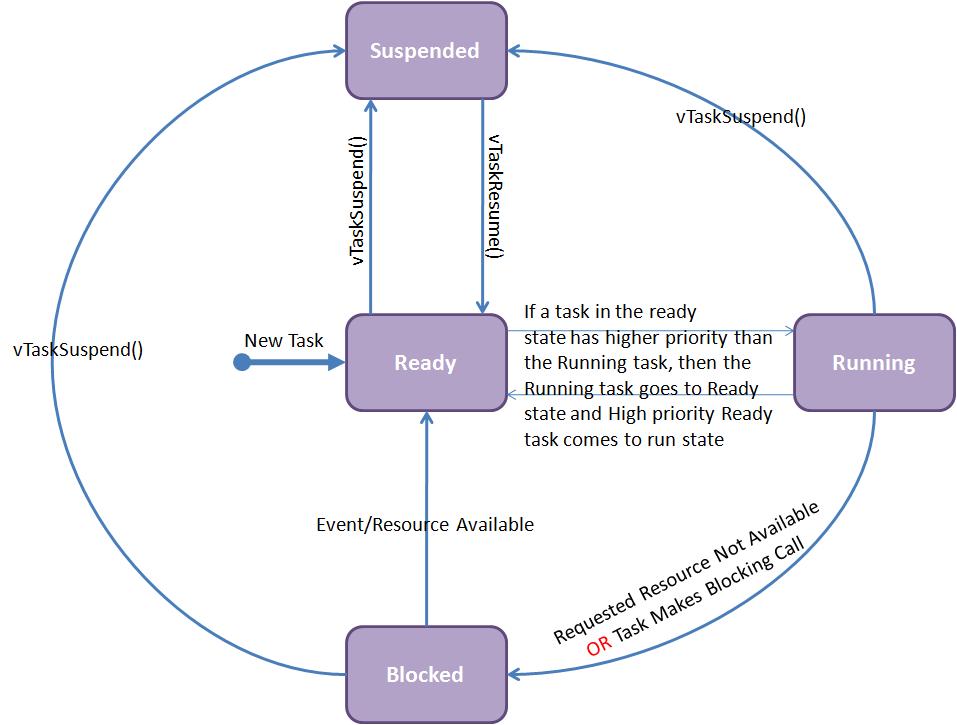 Suspended
vTaskSuspend()
vTaskSuspend()
vTaskResume()
If a task in the ready
state has higher priority than
the Running task, then the
Running task goes to Ready
state and High priority Ready
task comes to run state
New Task
vTaskSuspend()
Ready
Running
Event/Resource Available
Requested Resource Not Available
OR Task Makes Blocking Call
Blocked